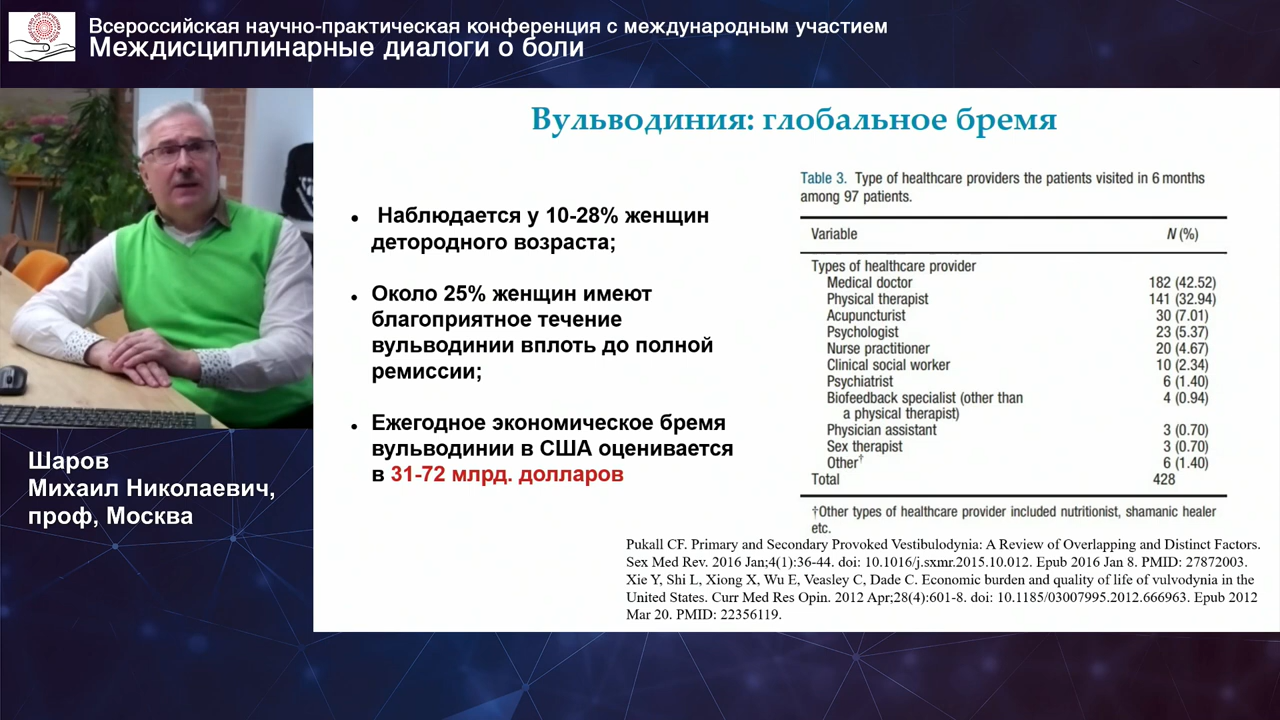 Всероссийская научно-практическая конференция с международным участием
Междисциплинарные диалоги о боли
Шаров
Михаил Николаевич,
проф, Москва
Вульводиния: глобальное бремя
• Наблюдается у 10-28% женщин
детородного возраста;
• Около 25% женщин имеют
благоприятное течение
вульводинии вплоть до полной
ремиссии;
• Ежегодное экономическое бремя
вульводинии в США оценивается
в 31-72 млрд. долларов
Table 3. Type of healthcare providers the patients visited in 6 months
among 97 patients.
Variable N (%)
Types of healthcare provider
Medical doctor 182 (42.52)
Physical therapist 141 (32.94)
Acupuncturist 30 (7.01)
Psychologist 23 (5.37)
Nurse practitioner 20 (4.67)
Clinical social worker 10 (2.34)
Psychiatrist 6 (1.40)
Biofeedback specialist (other than 4 (0.94)
a physical therapist)
Physician assistant 3 (0.70)
Sex therapist 3 (0.70)
Other† 6 (1.40)
Total 428
†Other types of healthcare provider included nutritionist, shamanic healer
etc.
Pukall CF. Primary and Secondary Provoked Vestibulodynia: A Review of Overlapping and Distinct Factors.
Sex Med Rev. 2016 Jan;4(1):36-44. doi: 10.1016/j.sxmr.2015.10.012. Epub 2016 Jan 8. PMID: 27872003.
Xie Y, Shi L, Xiong X, Wu E, Veasley C, Dade C. Economic burden and quality of life of vulvodynia in the
United States. Curr Med Res Opin. 2012 Apr;28(4):601-8. doi: 10.1185/03007995.2012.666963. Epub 2012
Mar 20. PMID: 22356119.